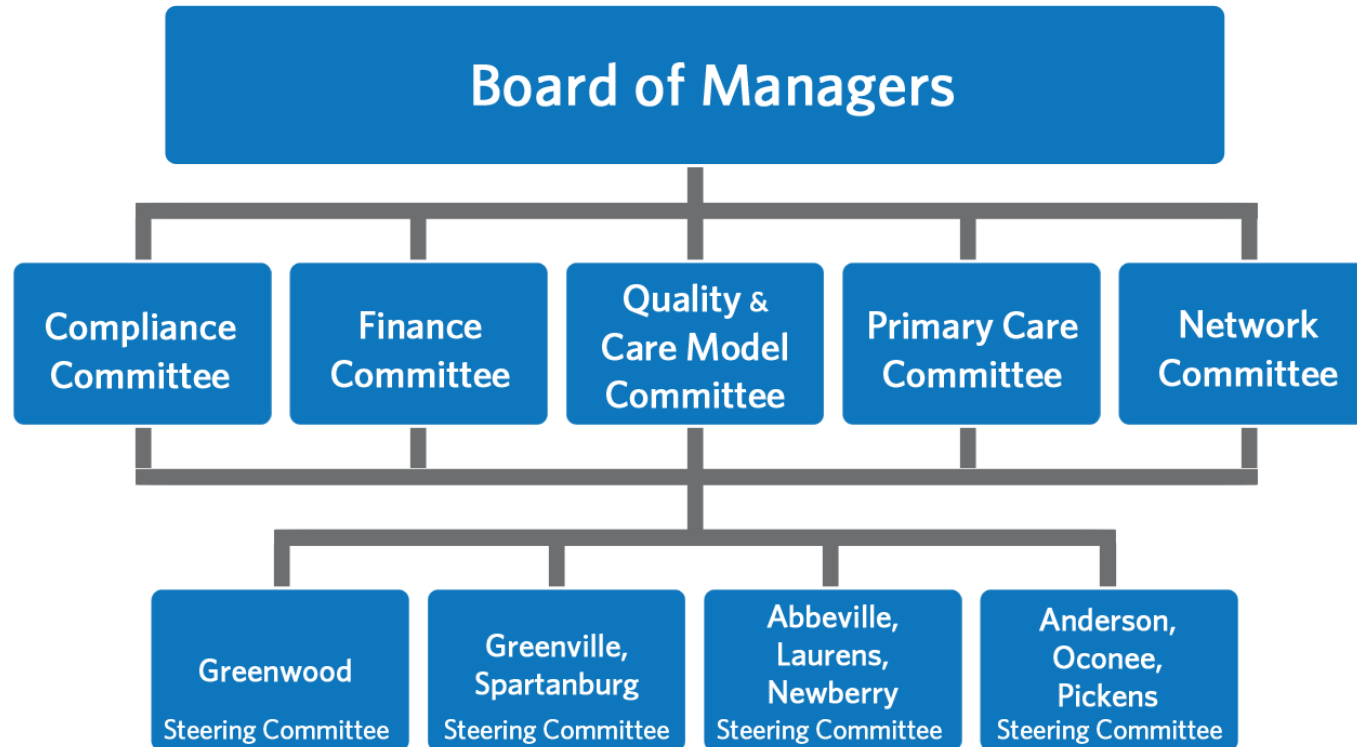 Board of Managers
Compliance
Committee
Finance
Committee
Quality &
Care Model
Committee
Primary Care
Committee
Network
Committee
Greenwood
Steering Committee
Greenville,
Spartanburg
Steering Committee
Abbeville,
Laurens,
Newberry
Steering Committee
Anderson,
Oconee,
Pickens
Steering Committee